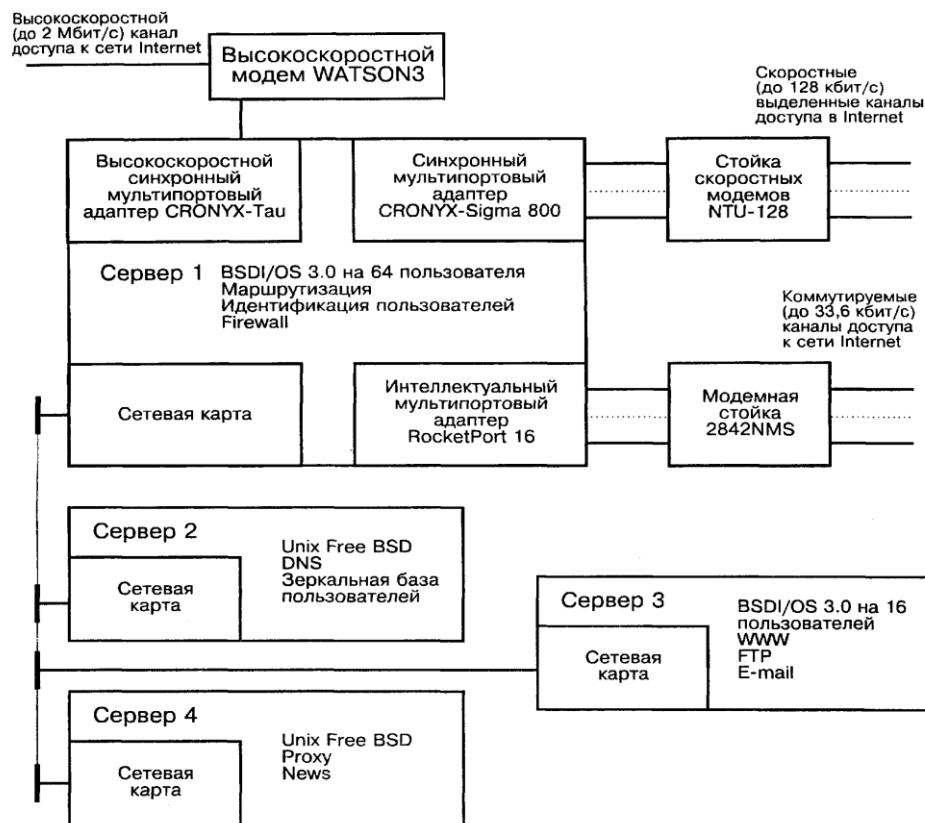 Высокоскоростной
(до 2 Мбит/с) канал
доступа к сети Internet
Высокоскоростной
модем WATSON3
Скоростные
(до 128 кбит/с)
выделенные каналы
доступа в Internet
Высокоскоростной
синхронный
мультипортовый
адаптер CRONYX-Tau
Синхронный
мультипортовый
адаптер
CRONYX-Sigma 800
Стойка
скоростных
модемов
NTU-128
Сервер 1
BSDI/OS 3.0 на 64 пользователя
Маршрутизация
Идентификация пользователей
Firewall
Коммутируемые
(до 33,6 кбит/с)
каналы доступа
к сети Internet
Сетевая карта
Интеллектуальный
мультипортовый
адаптер
RocketPort 16
Модемная
стойка
2842NMS
Сервер 2
Unix Free BSD
DNS
Зеркальная база
пользователей
Сетевая
карта
Сервер 3
BSDI/OS 3.0 на 16
пользователей
WWW
FTP
E-mail
Сетевая
карта
Сервер 4
Unix Free BSD
Proxy
News
Сетевая
карта